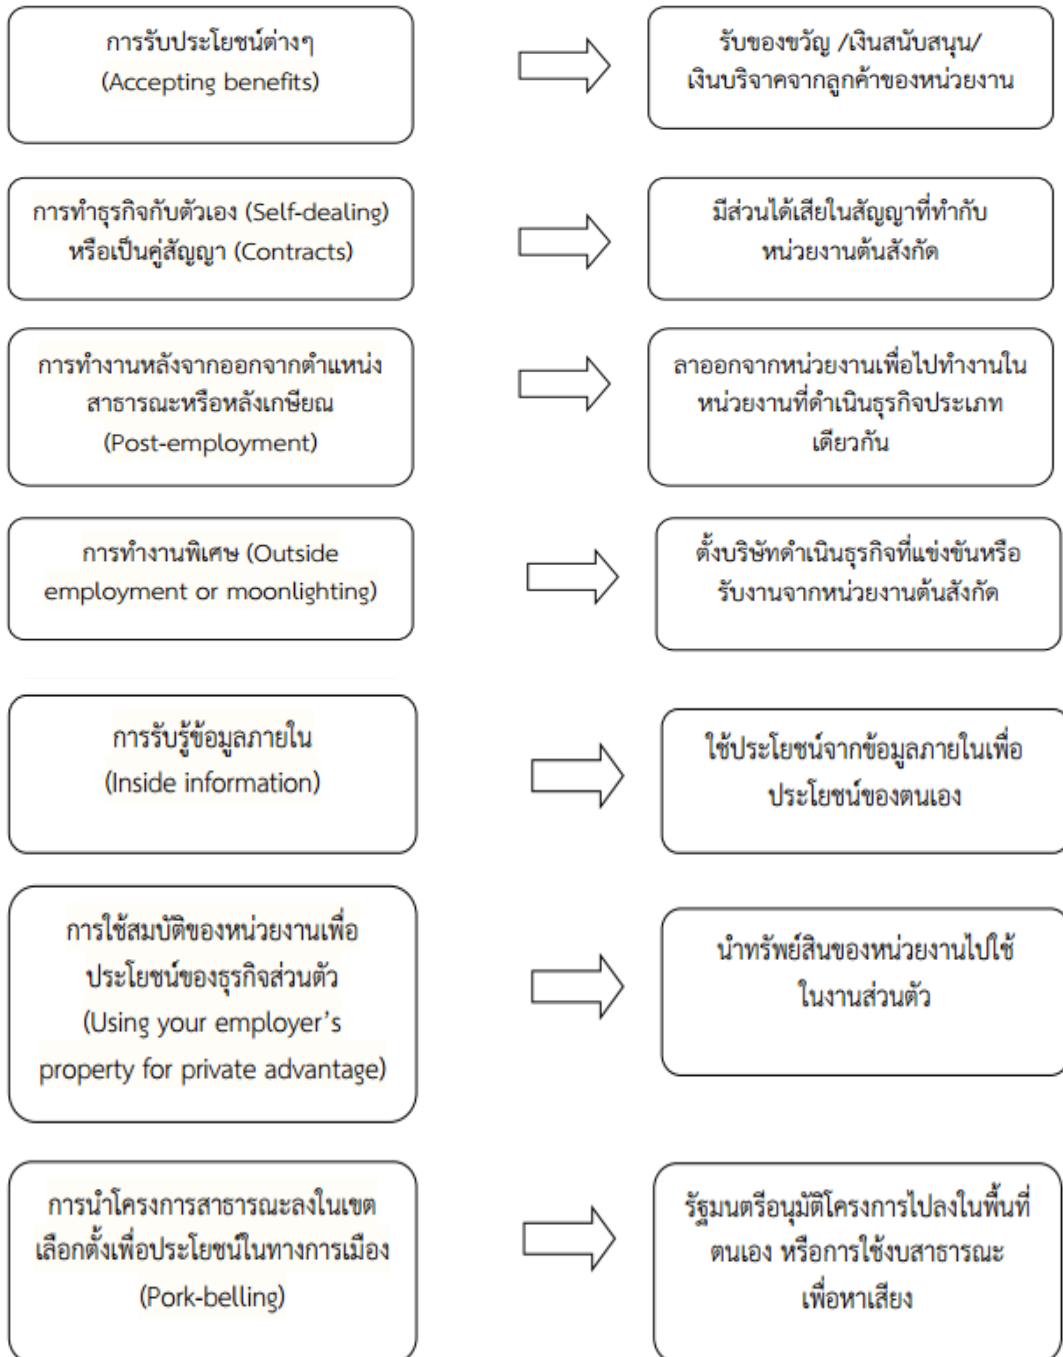 การรับประโยชน์ต่างๆ
(Accepting benefits)
รับของขวัญ /เงินสนับสนุน/
เงินบริจาคจากลูกค้าของหน่วยงาน
การทำธุรกิจกับตัวเอง (Self-dealing)
หรือเป็นคู่สัญญา (Contracts)
มีส่วนได้เสียในสัญญาที่ทำกับ
หน่วยงานต้นสังกัด
การทำงานหลังจากออกจากตำแหน่ง
สาธารณะหรือหลังเกษียณ
(Post-employment)
ลาออกจากหน่วยงานเพื่อไปทำงานใน
หน่วยงานที่ดำเนินธุรกิจประเภท
เดียวกัน
การทำงานพิเศษ (Outside
employment or moonlighting)
ตั้งบริษัทดำเนินธุรกิจที่แข่งขันหรือ
รับงานจากหน่วยงานต้นสังกัด
การรับรู้ข้อมูลภายใน
(Inside information)
ใช้ประโยชน์จากข้อมูลภายในเพื่อ
ประโยชน์ของตนเอง
การใช้สมบัติของหน่วยงานเพื่อ
ประโยชน์ของธุรกิจส่วนตัว
(Using your employer's
property for private advantage)
นำทรัพย์สินของหน่วยงานไปใช้
ในงานส่วนตัว
การนำโครงการสาธารณะลงในเขต
เลือกตั้งเพื่อประโยชน์ในทางการเมือง
(Pork-belling)
รัฐมนตรีอนุมัติโครงการไปลงในพื้นที่
ตนเอง หรือการใช้งบสาธารณะ
เพื่อหาเสียง